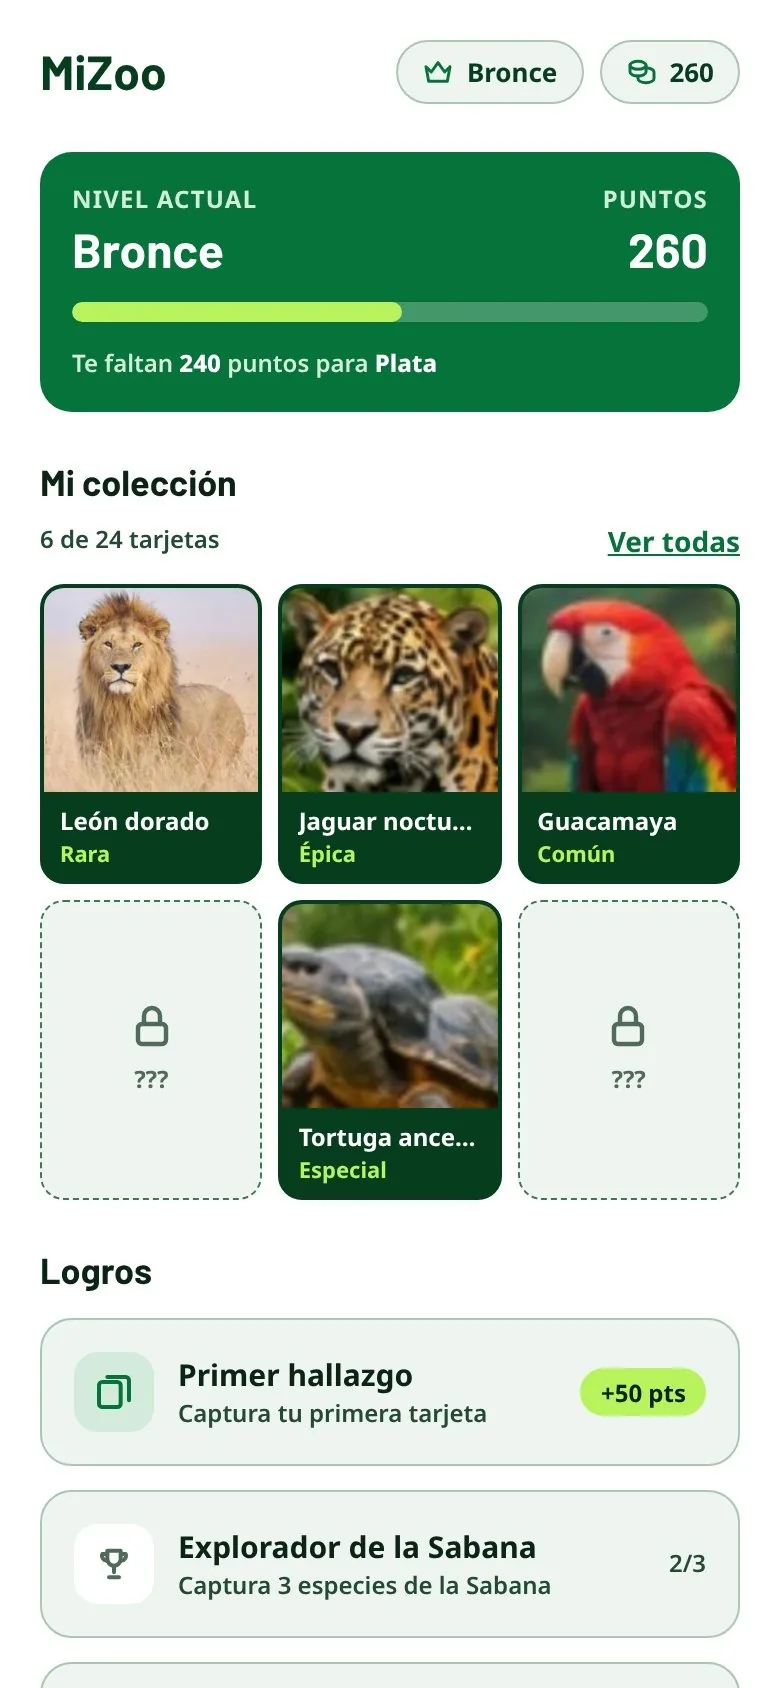 MiZoo
Bronce
260
NIVEL ACTUAL
PUNTOS
Bronce
260
Te faltan 240 puntos para Plata
Mi colección
6 de 24 tarjetas
Ver todas
León dorado
Rara
Jaguar noctu...
Épica
Guacamaya
Común
???
Tortuga ance...
Especial
???
Logros
Primer hallazgo
Captura tu primera tarjeta
+50 pts
Explorador de la Sabana
Captura 3 especies de la Sabana
2/3